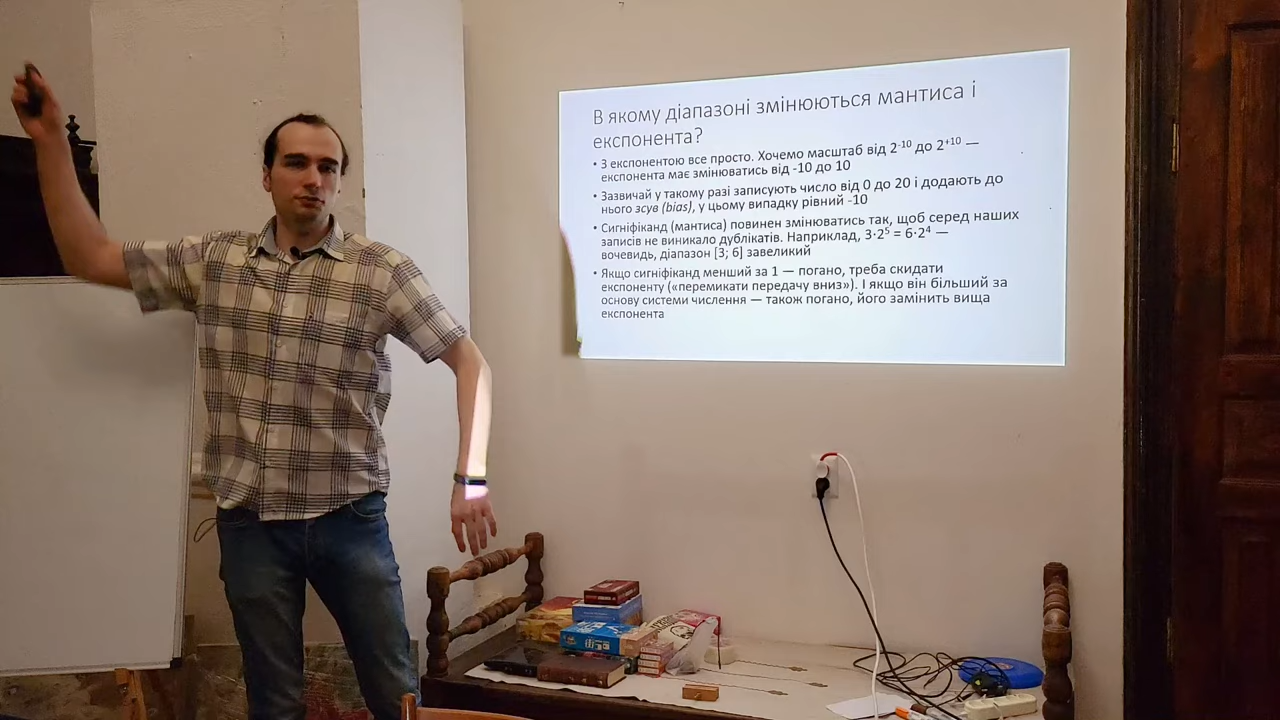 В якому діапазоні змінюються мантиса і
експонента?
• З експонентою все просто. Хочемо масштаб від 2⁻¹⁰ до 2⁺¹⁰ —
експонента має змінюватись від -10 до 10
• Зазвичай у такому разі записують число від 0 до 20 і додають до
нього зсув (bias), у цьому випадку рівний -10
• Сигніфіканд (мантиса) повинен змінюватись так, щоб серед наших
записів не виникало дублікатів. Наприклад, 3·2⁵ = 6·2⁴ —
вочевидь, діапазон [3; 6] завеликий
• Якщо сигніфіканд менший за 1 — погано, треба скидати
експоненту («перемикати передачу вниз»). І якщо він більший за
основу системи числення — також погано, його замінить вища
експонента